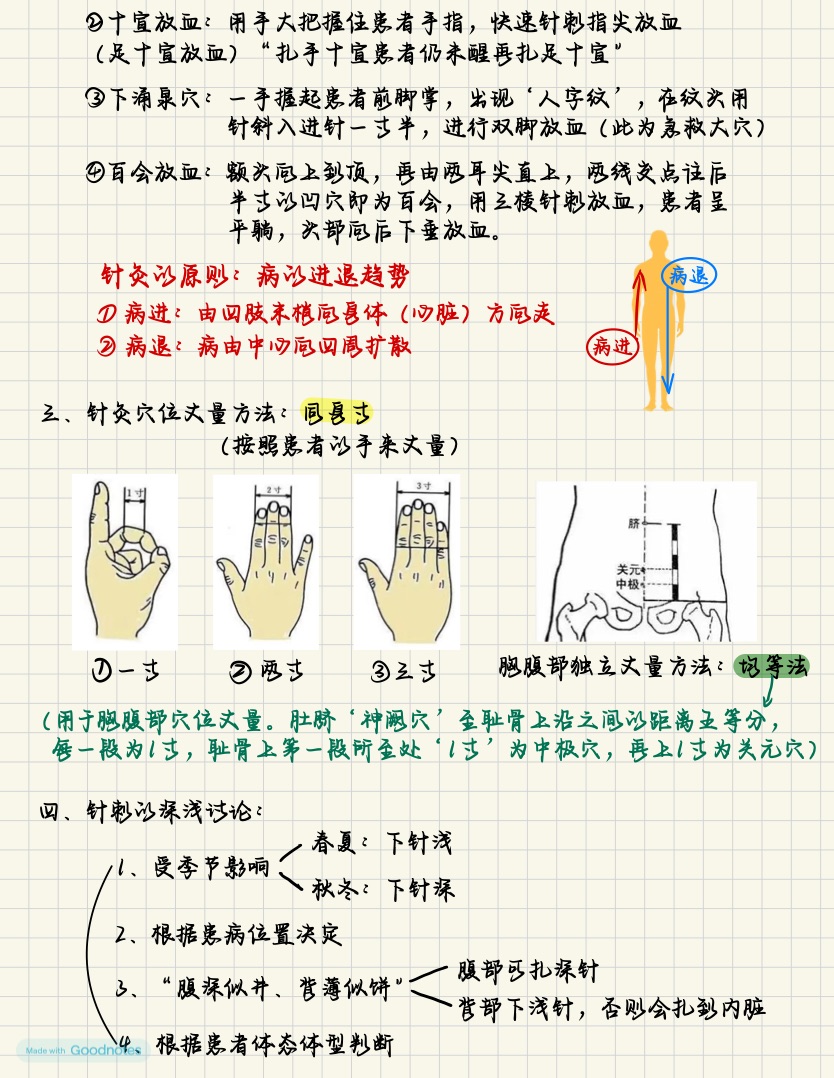 ②十宣放血：用手大把握住患者手指，快速针刺指尖放血
（足十宣放血）“扎手十宣患者仍未醒再扎足十宣”
③下涌泉穴：一手握起患者前脚掌，出现‘人字纹’，在纹头用
针斜入进针一寸半，进行双脚放血（此为急救大穴）
④百会放血：额头向上到顶，再由两耳尖直上，两线交点往后
半寸的凹穴即为百会，用三棱针刺放血，患者呈
平躺，头部向后下垂放血。
针灸的原则：病的进退趋势
①病进：由四肢末梢向身体（心脏）方向走
②病退：病由中心向四周扩散
病退
病进
三、针灸穴位丈量方法：同身寸
（按照患者的手来丈量）
1寸
2寸
3寸
脐
关元
中极
①一寸
②两寸
③三寸
胸腹部独立丈量方法：均等法
（用于胸腹部穴位丈量。肚脐‘神阙穴’至耻骨上沿之间的距离五等分，
每一段为1寸，耻骨上第一段所至处‘1寸’为中极穴，再上1寸为关元穴）
四、针刺的深浅讨论：
春夏：下针浅
1、受季节影响
秋冬：下针深
2、根据患病位置决定
腹部可扎深针
3、“腹深似井、背薄似饼”
背部下浅针，否则会扎到内脏
4、根据患者体态体型判断
Made with Goodnotes